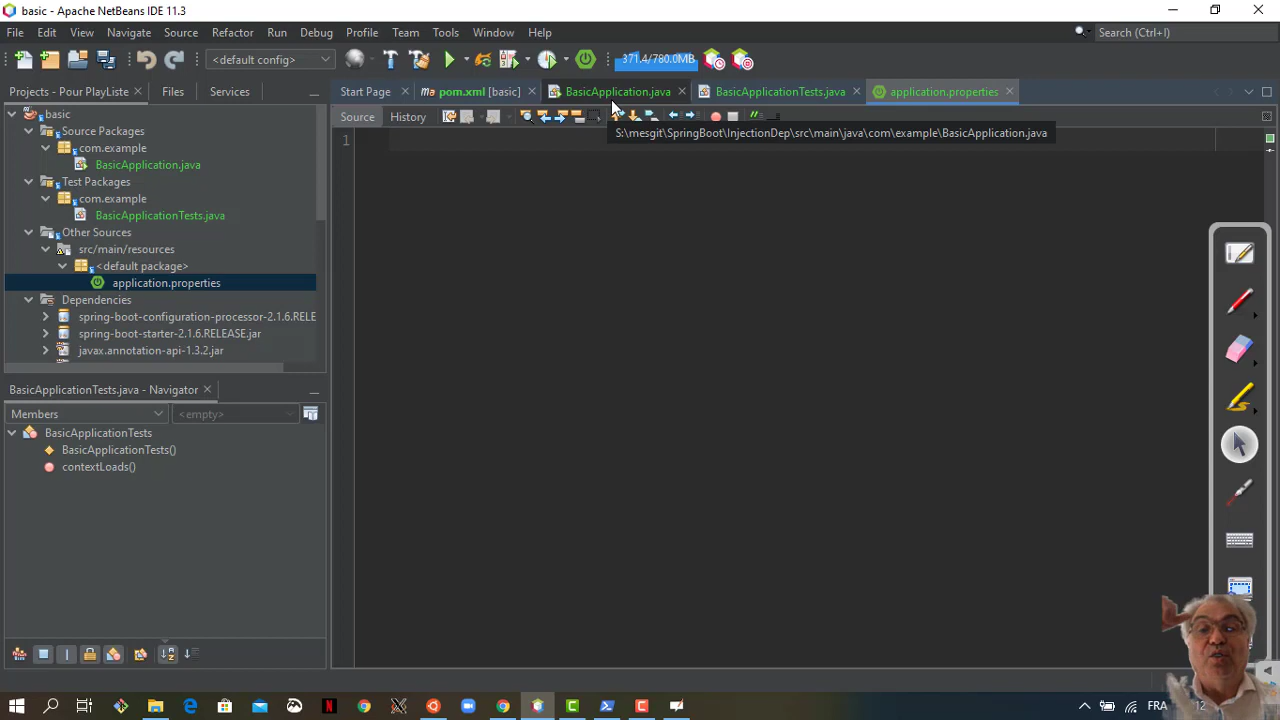 basic - Apache NetBeans IDE 11.3
File Edit View Navigate Source Refactor Run Debug Profile Team Tools Window Help
Search (Ctrl+I)
<default config>
371.4/780.0MB
Projects - Pour PlayListe
Files
Services
Start Page
pom.xml [basic]
BasicApplication.java
BasicApplicationTests.java
application.properties
Source
History
S:\mesgit\SpringBoot\InjectionDep\src\main\java\com\example\BasicApplication.java
1
basic
Source Packages
com.example
BasicApplication.java
Test Packages
com.example
BasicApplicationTests.java
Other Sources
src/main/resources
<default package>
application.properties
Dependencies
spring-boot-configuration-processor-2.1.6.RELE
spring-boot-starter-2.1.6.RELEASE.jar
javax.annotation-api-1.3.2.jar
BasicApplicationTests.java - Navigator
Members
<empty>
BasicApplicationTests
BasicApplicationTests()
contextLoads()
FRA
12